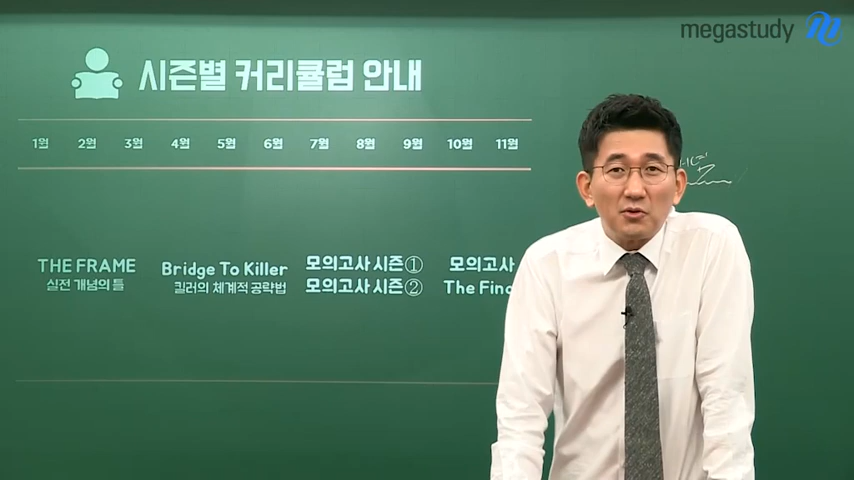 megastudy
시즌별 커리큘럼 안내
1월 2월 3월 4월 5월 6월 7월 8월 9월 10월 11월
THE FRAME
실전 개념의 틀
Bridge To Killer
킬러의 체계적 공략법
모의고사 시즌①
모의고사 시즌②
모의고사
The Fin